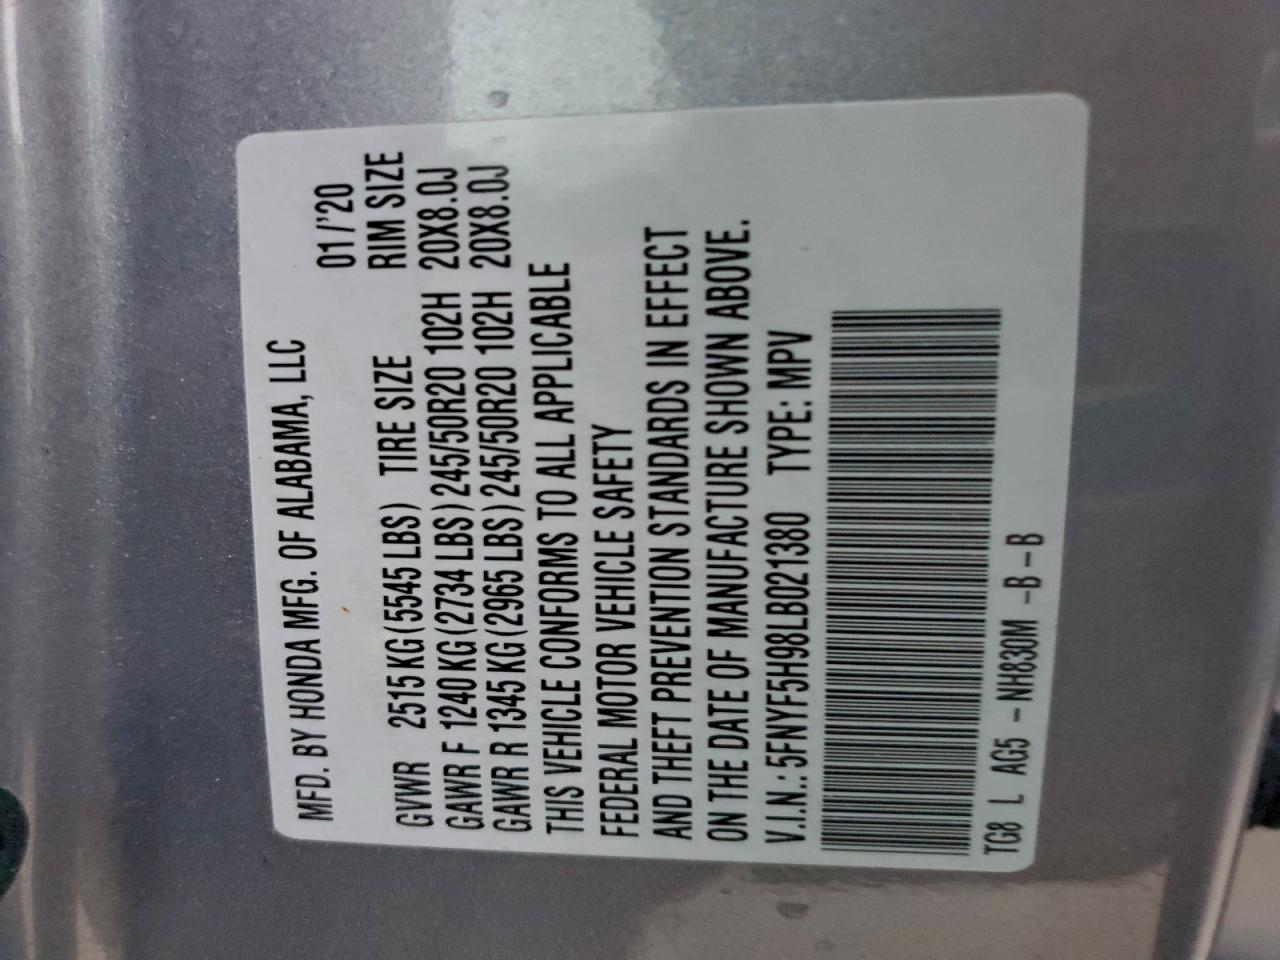 MFD. BY HONDA MFG. OF ALABAMA, LLC
01/'20
GVWR 2515 KG (5545 LBS) TIRE SIZE RIM SIZE
GAWR F 1240 KG (2734 LBS) 245/50R20 102H 20X8.0J
GAWR R 1345 KG (2965 LBS) 245/50R20 102H 20X8.0J
THIS VEHICLE CONFORMS TO ALL APPLICABLE
FEDERAL MOTOR VEHICLE SAFETY
AND THEFT PREVENTION STANDARDS IN EFFECT
ON THE DATE OF MANUFACTURE SHOWN ABOVE.
V.I.N.: 5FNYF5H98LB021380 TYPE: MPV
TG8 L AG5 - NH830M -B-B